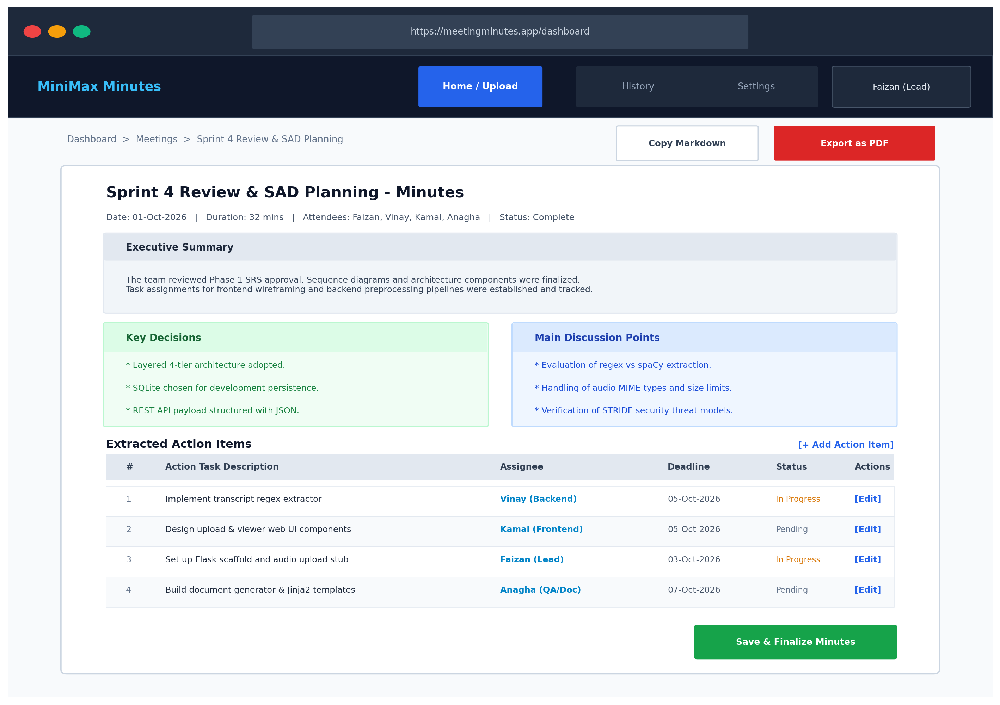 https://meetingminutes.app/dashboard
MiniMax Minutes
Home / Upload
History
Settings
Faizan (Lead)
Dashboard > Meetings > Sprint 4 Review & SAD Planning
Copy Markdown
Export as PDF
Sprint 4 Review & SAD Planning - Minutes
Date: 01-Oct-2026 | Duration: 32 mins | Attendees: Faizan, Vinay, Kamal, Anagha | Status: Complete
Executive Summary
The team reviewed Phase 1 SRS approval. Sequence diagrams and architecture components were finalized.
Task assignments for frontend wireframing and backend preprocessing pipelines were established and tracked.
Key Decisions
* Layered 4-tier architecture adopted.
* SQLite chosen for development persistence.
* REST API payload structured with JSON.
Main Discussion Points
* Evaluation of regex vs spaCy extraction.
* Handling of audio MIME types and size limits.
* Verification of STRIDE security threat models.
Extracted Action Items
[+ Add Action Item]
# Action Task Description Assignee Deadline Status Actions
1 Implement transcript regex extractor Vinay (Backend) 05-Oct-2026 In Progress [Edit]
2 Design upload & viewer web UI components Kamal (Frontend) 05-Oct-2026 Pending [Edit]
3 Set up Flask scaffold and audio upload stub Faizan (Lead) 03-Oct-2026 In Progress [Edit]
4 Build document generator & Jinja2 templates Anagha (QA/Doc) 07-Oct-2026 Pending [Edit]
Save & Finalize Minutes